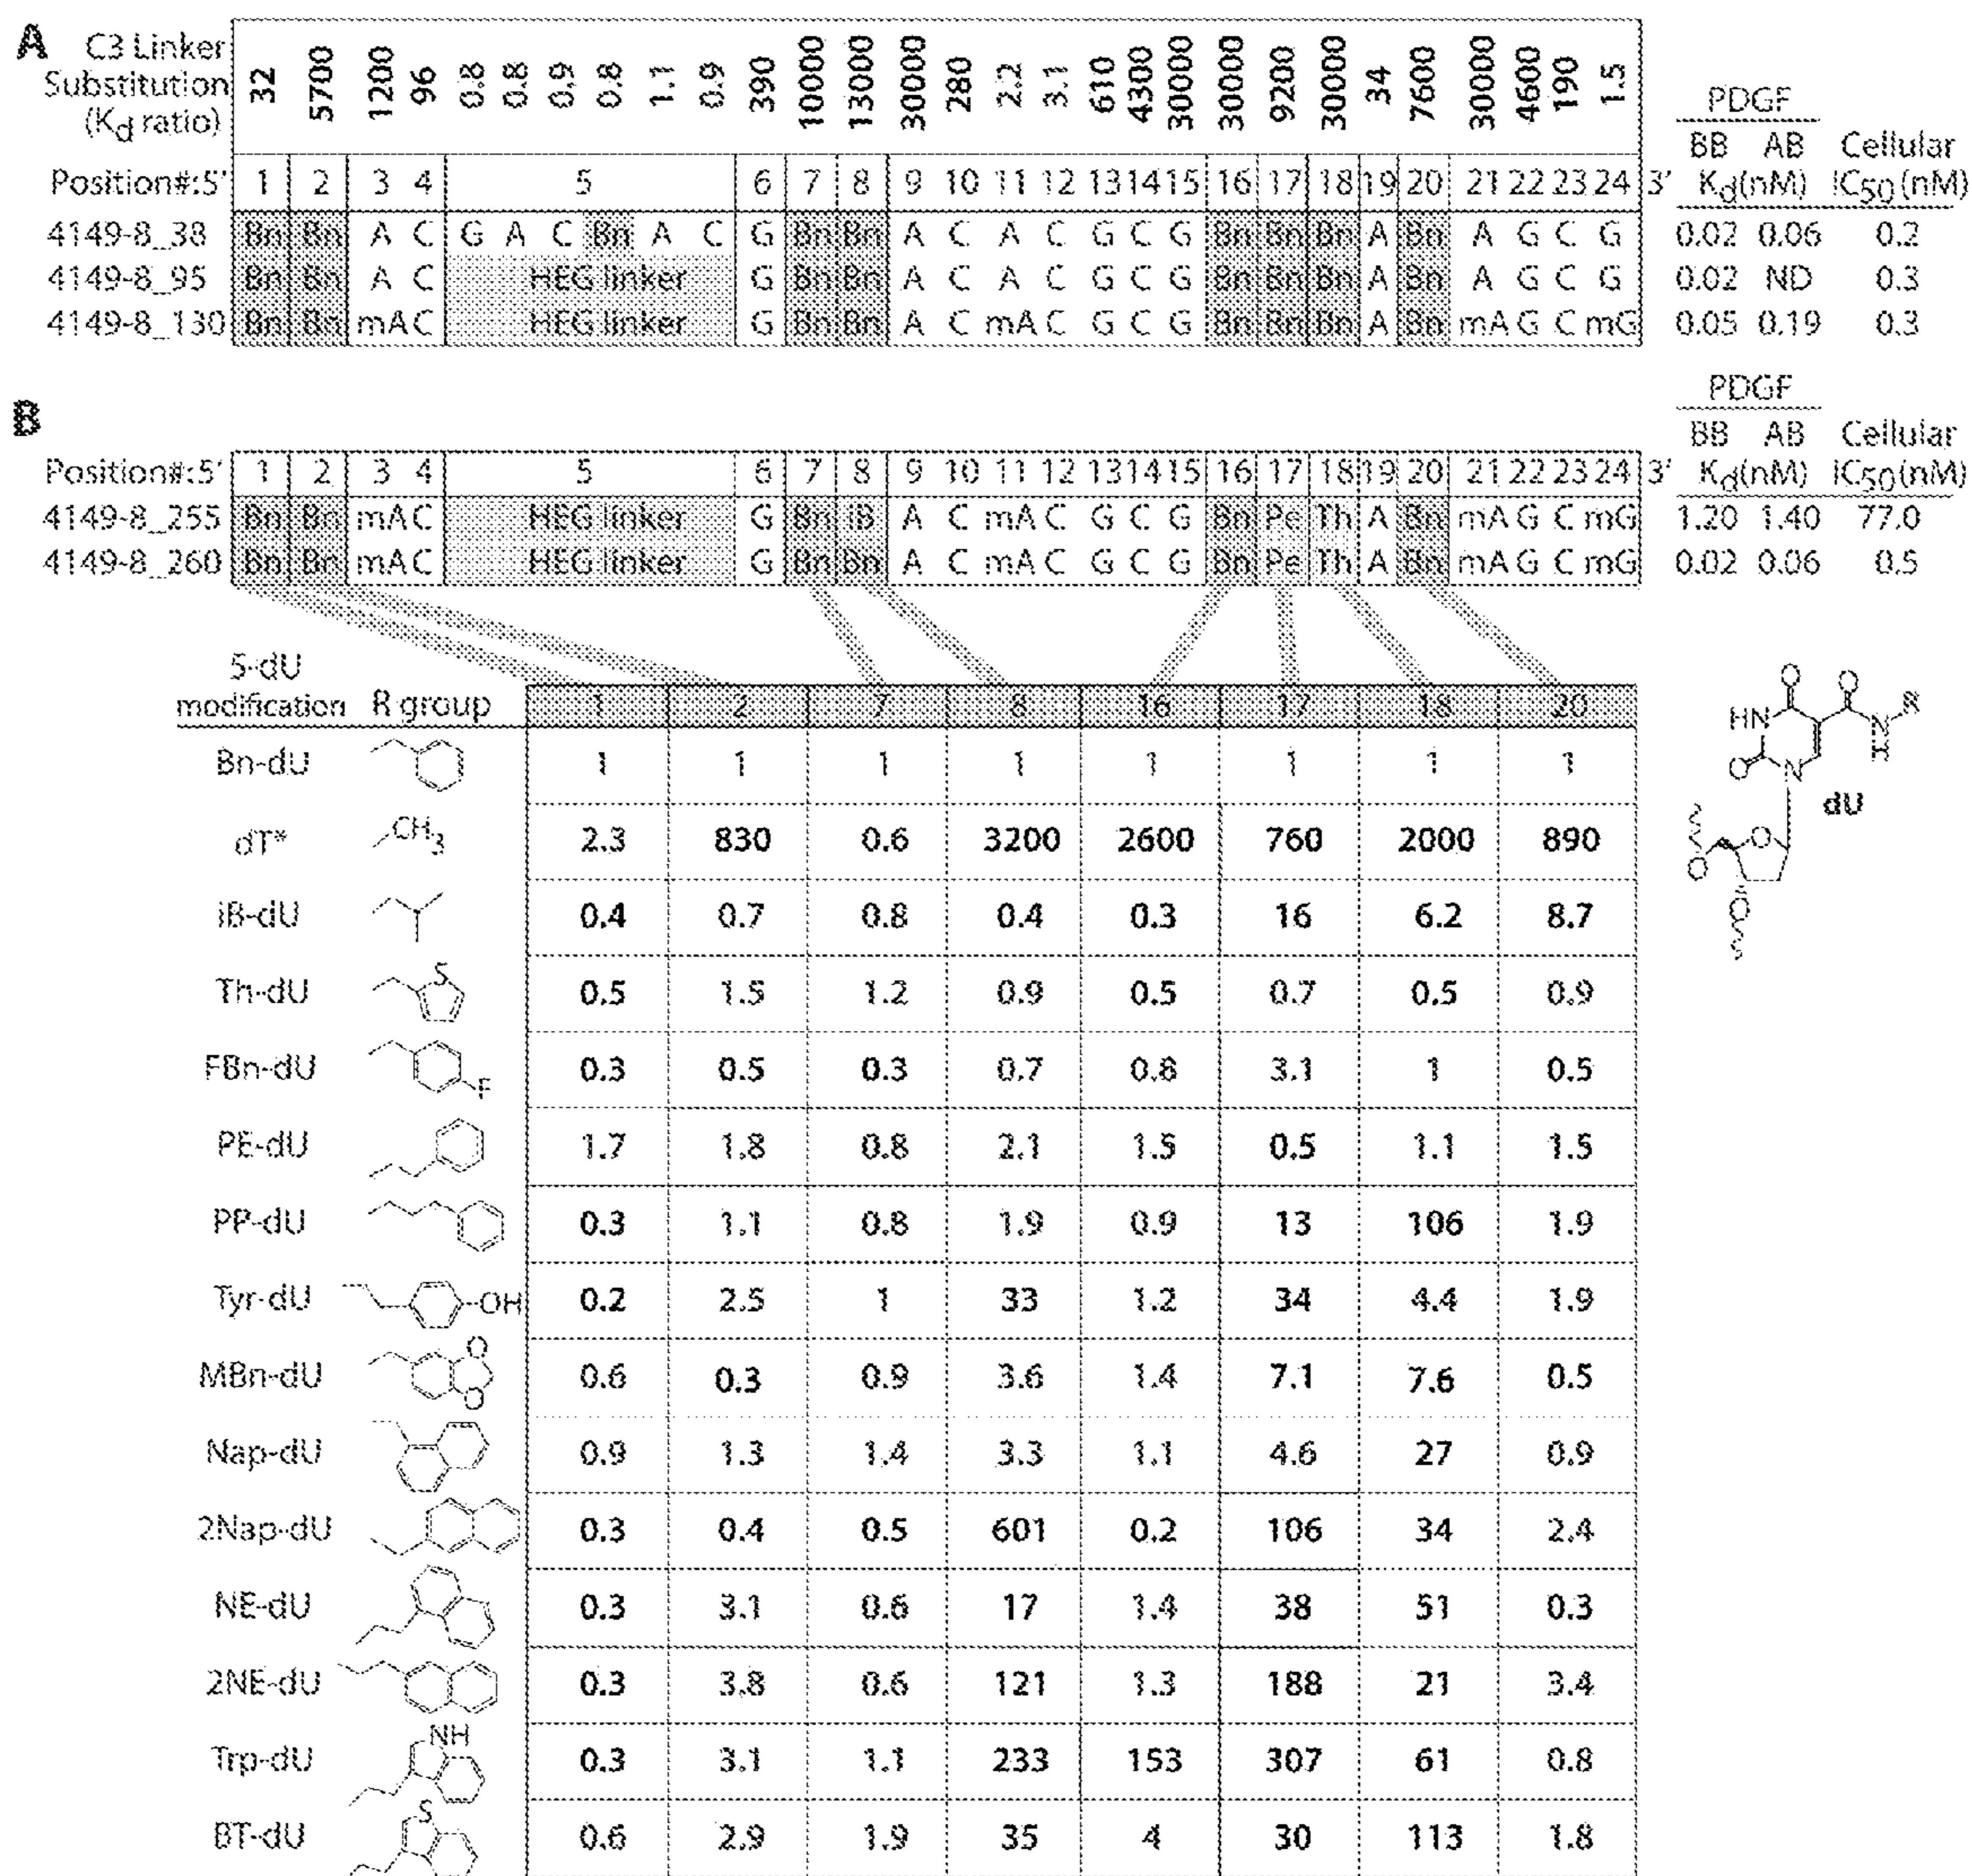 A C3 Linker Substitution (Kd ratio) 32 5700 1200 96 0.8 0.8 0.9 0.8 1.1 0.9 390 10000 13000 30000 280 2.2 3.1 610 4300 30000 30000 9200 30000 34 7600 30000 4600 190 1.5
PDGF
BB AB Cellular
Position#:5' 1 2 3 4 5 6 7 8 9 10 11 12 13 14 15 16 17 18 19 20 21 22 23 24 3' Kd(nM) IC50(nM)
4149-8_38 Bn Bn A C G A C Bn A C G Bn Bn A C A C G C G Bn Bn Bn A Bn A G C G 0.02 0.06 0.2
4149-8_95 Bn Bn A C HEG linker G Bn Bn A C A C G C G Bn Bn Bn A Bn A G C G 0.02 ND 0.3
4149-8_130 Bn Bn mA C HEG linker G Bn Bn A C mA C G C G Bn Bn Bn A Bn mA G C mG 0.05 0.19 0.3
B
PDGF
BB AB Cellular
Position#:5' 1 2 3 4 5 6 7 8 9 10 11 12 13 14 15 16 17 18 19 20 21 22 23 24 3' Kd(nM) IC50(nM)
4149-8_255 Bn Bn mA C HEG linker G Bn iB A C mA C G C G Bn Pe Th A Bn mA G C mG 1.20 1.40 77.0
4149-8_260 Bn Bn mA C HEG linker G Bn Bn A C mA C G C G Bn Pe Th A Bn mA G C mG 0.02 0.06 0.5
5-dU
modification R group 1 2 7 8 16 17 18 20
Bn-dU 1 1 1 1 1 1 1 1
dT* CH3 2.3 830 0.6 3200 2600 760 2000 890
iB-dU 0.4 0.7 0.8 0.4 0.3 16 6.2 8.7
Th-dU S 0.5 1.5 1.2 0.9 0.5 0.7 0.5 0.9
FBn-dU F 0.3 0.5 0.3 0.7 0.8 3.1 1 0.5
PE-dU 1.7 1.8 0.8 2.1 1.5 0.5 1.1 1.5
PP-dU 0.3 1.1 0.8 1.9 0.9 13 106 1.9
Tyr-dU OH 0.2 2.5 1 33 1.2 34 4.4 1.9
MBn-dU O O 0.6 0.3 0.9 3.6 1.4 7.1 7.6 0.5
Nap-dU 0.9 1.3 1.4 3.3 1.1 4.6 27 0.9
2Nap-dU 0.3 0.4 0.5 601 0.2 106 34 2.4
NE-dU 0.3 3.1 0.6 17 1.4 38 51 0.3
2NE-dU 0.3 3.8 0.6 121 1.3 188 21 3.4
Trp-dU NH 0.3 3.1 1.1 233 153 307 61 0.8
BT-dU S 0.6 2.9 1.9 35 4 30 113 1.8
O O
HN N R
H
O N
dU
O
O
O